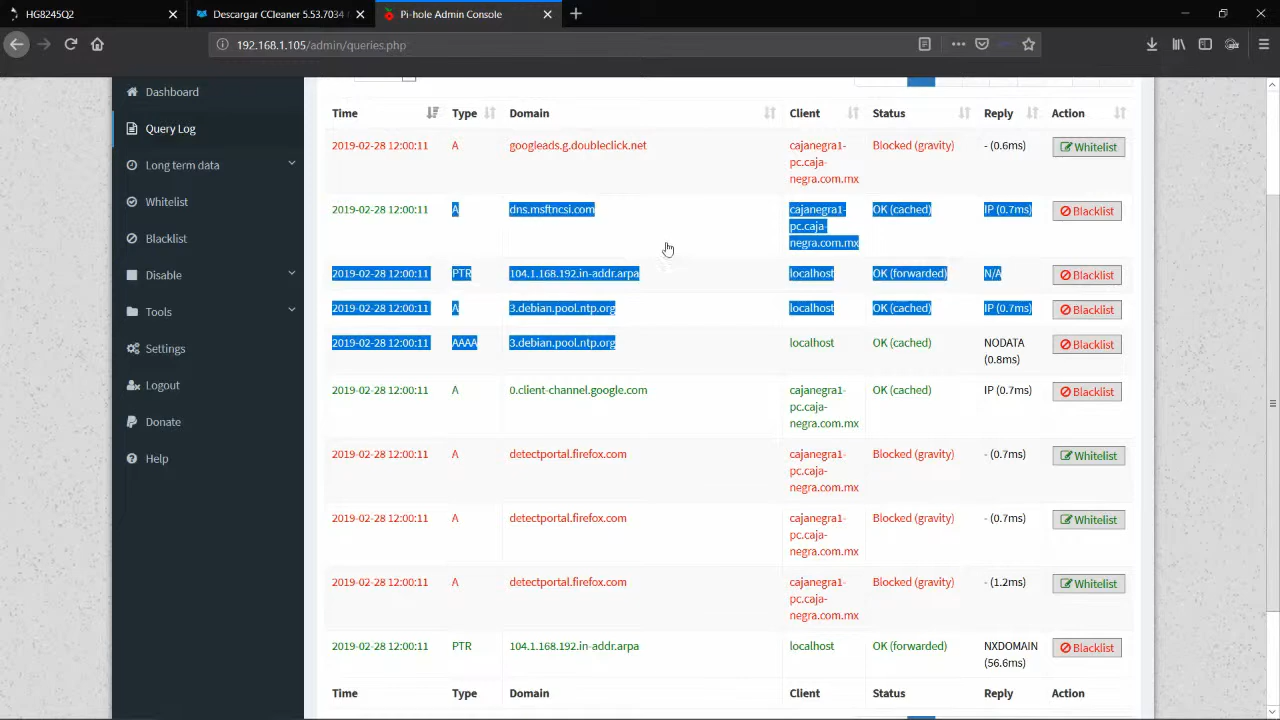 HG8245Q2
Descargar CCleaner 5.53.7034
Pi-hole Admin Console
192.168.1.105/admin/queries.php
Dashboard
Query Log
Long term data
Whitelist
Blacklist
Disable
Tools
Settings
Logout
Donate
Help
Time Type Domain Client Status Reply Action
2019-02-28 12:00:11 A googleads.g.doubleclick.net cajanegra1- Blocked (gravity) - (0.6ms) Whitelist
pc.caja-
negra.com.mx
2019-02-28 12:00:11 A dns.msftncsi.com cajanegra1- OK (cached) IP (0.7ms) Blacklist
pc.caja-
negra.com.mx
2019-02-28 12:00:11 PTR 104.1.168.192.in-addr.arpa localhost OK (forwarded) N/A Blacklist
2019-02-28 12:00:11 A 3.debian.pool.ntp.org localhost OK (cached) IP (0.7ms) Blacklist
2019-02-28 12:00:11 AAAA 3.debian.pool.ntp.org localhost OK (cached) NODATA Blacklist
(0.8ms)
2019-02-28 12:00:11 A 0.client-channel.google.com cajanegra1- OK (cached) IP (0.7ms) Blacklist
pc.caja-
negra.com.mx
2019-02-28 12:00:11 A detectportal.firefox.com cajanegra1- Blocked (gravity) - (0.7ms) Whitelist
pc.caja-
negra.com.mx
2019-02-28 12:00:11 A detectportal.firefox.com cajanegra1- Blocked (gravity) - (0.7ms) Whitelist
pc.caja-
negra.com.mx
2019-02-28 12:00:11 A detectportal.firefox.com cajanegra1- Blocked (gravity) - (1.2ms) Whitelist
pc.caja-
negra.com.mx
2019-02-28 12:00:11 PTR 104.1.168.192.in-addr.arpa localhost OK (forwarded) NXDOMAIN Blacklist
(56.6ms)
Time Type Domain Client Status Reply Action